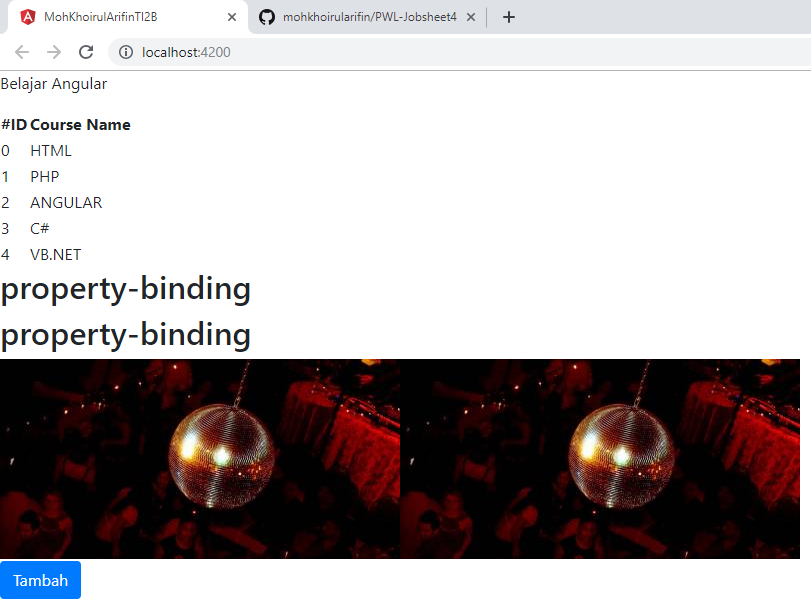 MohKhoirulArifinTI2B
mohkhoirularifin/PWL-Jobsheet4
localhost:4200
Belajar Angular
#ID Course Name
0 HTML
1 PHP
2 ANGULAR
3 C#
4 VB.NET
property-binding
property-binding
Tambah